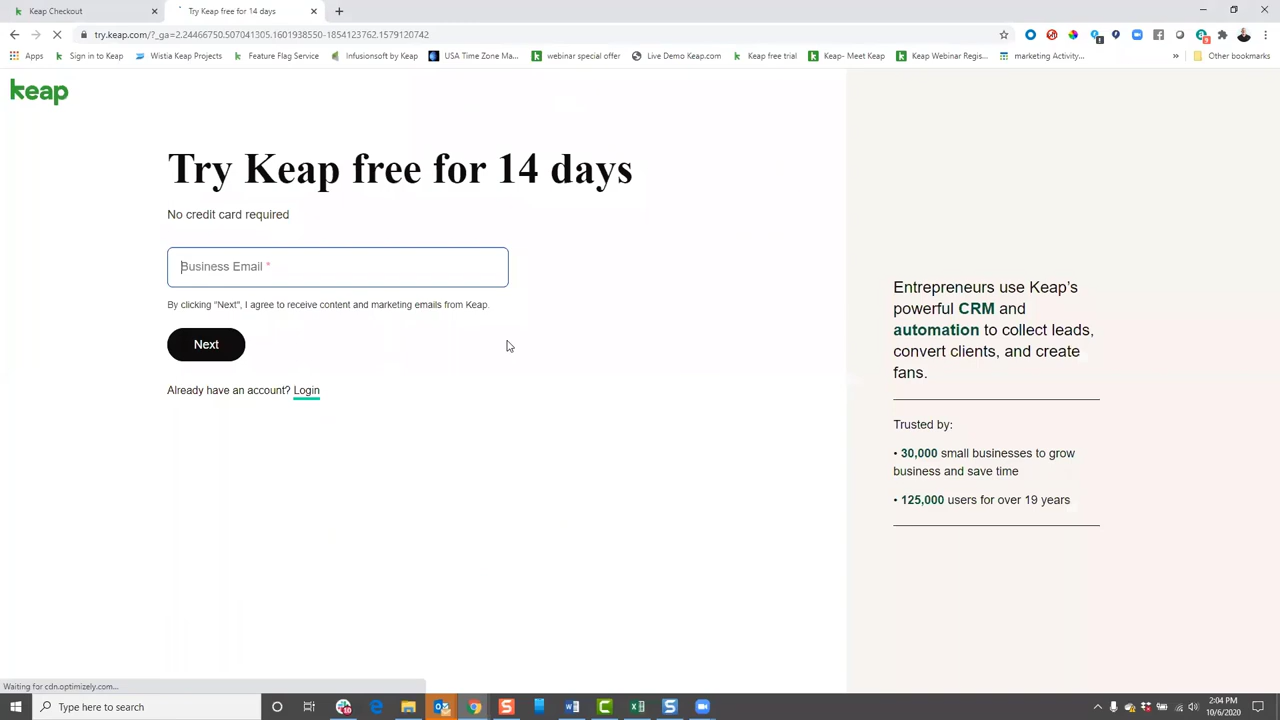 Keap Checkout
Try Keap free for 14 days
try.keap.com/?_ga=2.24466750.507041305.1601938550-1854123762.1579120742
Apps
Sign in to Keap
Wistia Keap Projects
Feature Flag Service
Infusionsoft by Keap
USA Time Zone Ma...
webinar special offer
Live Demo Keap.com
Keap free trial
Keap- Meet Keap
Keap Webinar Regis...
marketing Activity...
»
Other bookmarks
keap
Try Keap free for 14 days
No credit card required
Business Email *
By clicking "Next", I agree to receive content and marketing emails from Keap.
Next
Already have an account? Login
Entrepreneurs use Keap's
powerful CRM and
automation to collect leads,
convert clients, and create
fans.
Trusted by:
• 30,000 small businesses to grow
business and save time
• 125,000 users for over 19 years
Waiting for cdn.optimizely.com...
Type here to search
2:04 PM
10/6/2020